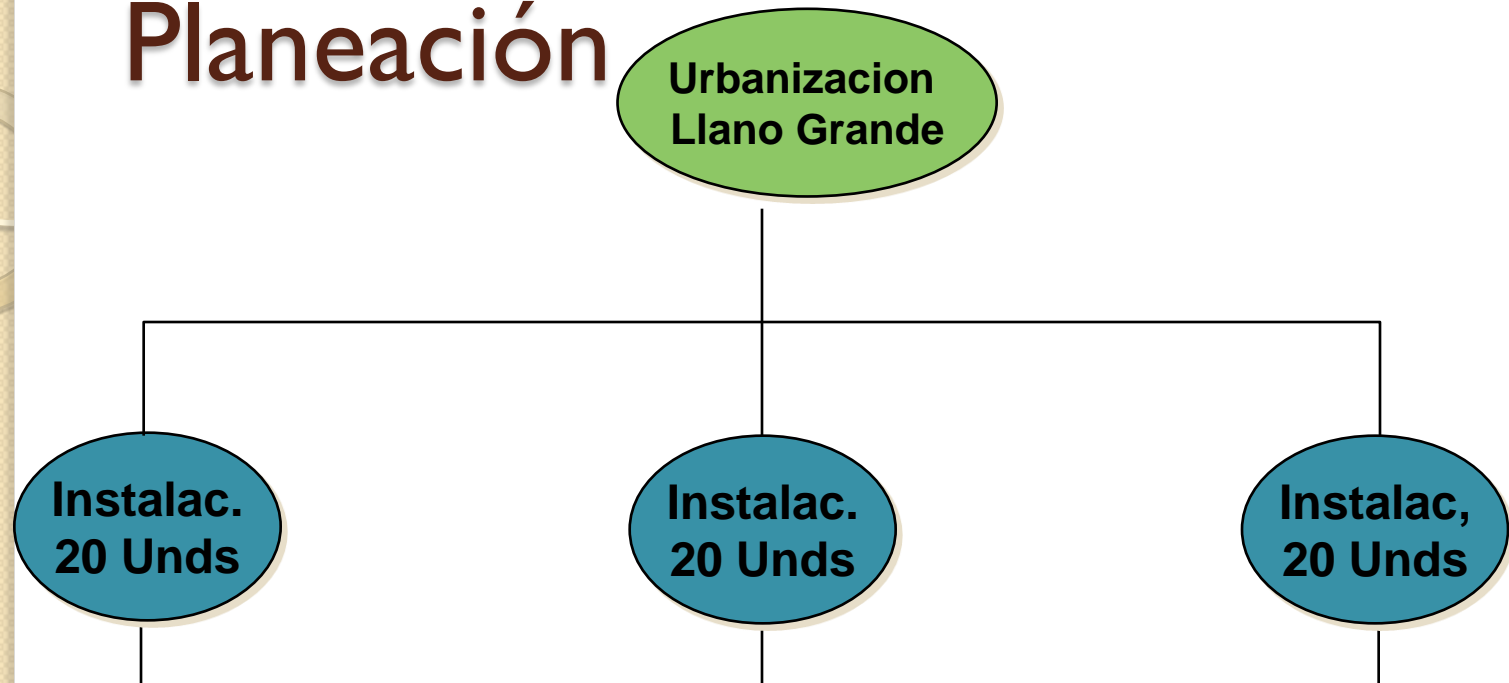 Planeación
Urbanizacion
Llano Grande
Instalac.
20 Unds
Instalac.
20 Unds
Instalac,
20 Unds